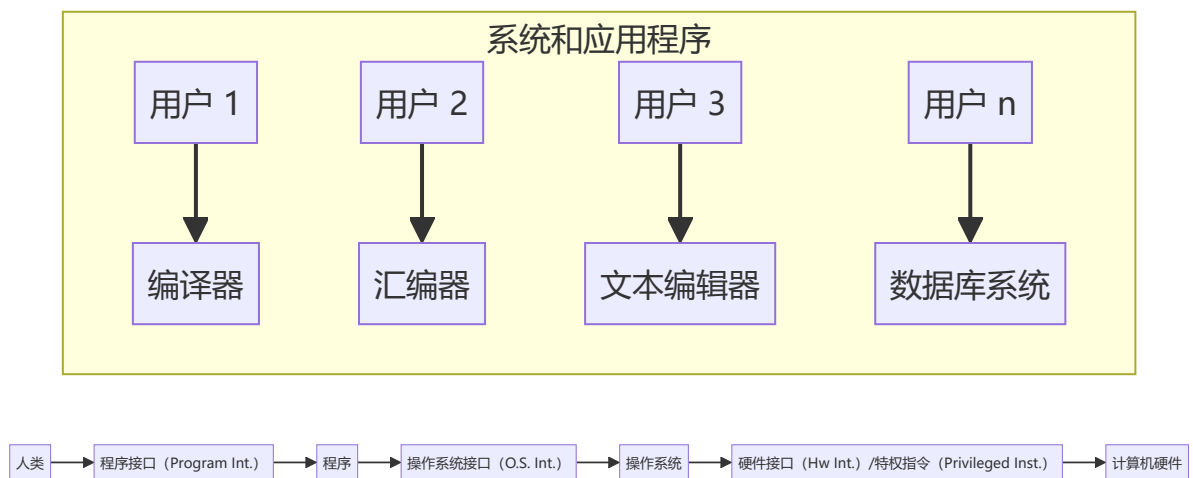 系统和应用程序
用户 1
用户 2
用户 3
用户 n
编译器
汇编器
文本编辑器
数据库系统
人类
程序接口（Program Int.）
程序
操作系统接口（O.S. Int.）
操作系统
硬件接口（Hw Int.）/特权指令（Privileged Inst.）
计算机硬件